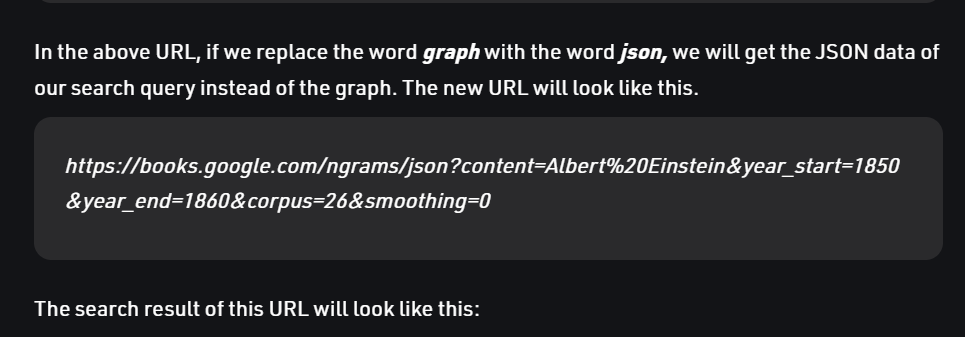 In the above URL, if we replace the word graph with the word json, we will get the JSON data of
our search query instead of the graph. The new URL will look like this.
https://books.google.com/ngrams/json?content=Albert%20Einstein&year_start=1850
&year_end=1860&corpus=26&smoothing=0
The search result of this URL will look like this: